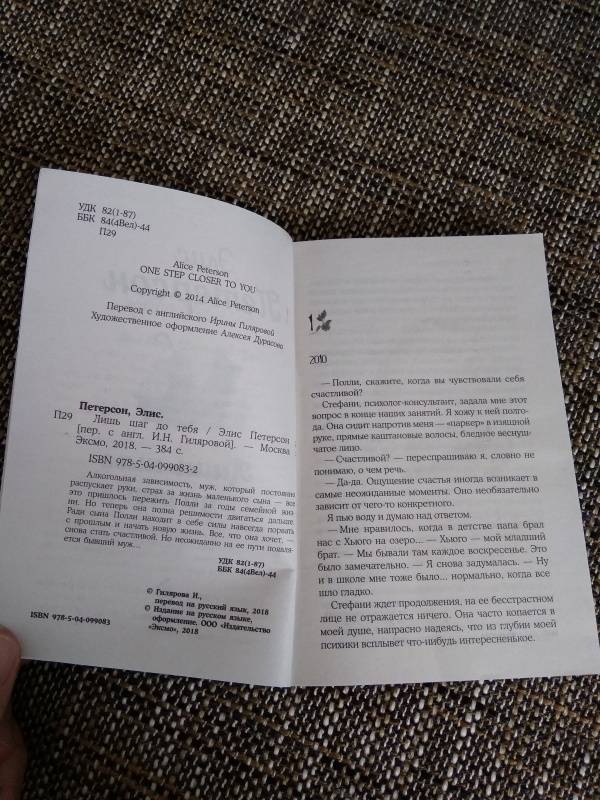 УДК 82(1-87)
ББК 84(4Вел)-44
П29
Alice Peterson
ONE STEP CLOSER TO YOU
Copyright © 2014 Alice Peterson
Перевод с английского Ирины Гиляровой
Художественное оформление Алексея Дурасова
Петерсон, Элис.
П29 Лишь шаг до тебя / Элис Петерсон ;
[пер. с англ. И.Н. Гиляровой]. — Москва :
Эксмо, 2018. — 384 с.
ISBN 978-5-04-099083-2
Алкогольная зависимость, муж, который постоянно
распускает руки, страх за жизнь маленького сына — все
это пришлось пережить Полли за годы семейной жиз-
ни. Но теперь она полна решимости двигаться дальше.
Ради сына Полли находит в себе силы навсегда порвать
с прошлым и начать новую жизнь. Все, что она хочет, —
снова стать счастливой. Но неожиданно на ее пути появля-
ется бывший муж...
УДК 82(1-87)
ББК 84(4Вел)-44
© Гилярова И.,
перевод на русский язык, 2018
© Издание на русском языке,
оформление. ООО «Издательство
«Эксмо», 2018
ISBN 978-5-04-099083
1
2010
— Полли, скажите, когда вы чувствовали себя
счастливой?
Стефани, психолог-консультант, задала мне этот
вопрос в конце наших занятий. Я хожу к ней полго-
да. Она сидит напротив меня — «паркер» в изящной
руке, прямые каштановые волосы, бледное веснуш-
чатое лицо.
— Счастливой? — переспрашиваю я, словно не
понимаю, о чем речь.
— Да-да. Ощущение счастья иногда возникает в
самые неожиданные моменты. Оно необязательно
зависит от чего-то конкретного.
Я пью воду и думаю над ответом.
— Мне нравилось, когда в детстве папа брал
нас с Хьюго на озеро... — Хьюго — мой младший
брат. — Мы бывали там каждое воскресенье. Это
было замечательно. — Я снова задумалась. — Ну
и в школе мне тоже было... нормально, когда все
шло гладко.
Стефани ждет продолжения, на ее бесстраст­ном
лице не отражается ничего. Она часто копается в
моей душе, напрасно надеясь, что из глубин моей
психики всплывет что-нибудь интересненькое.